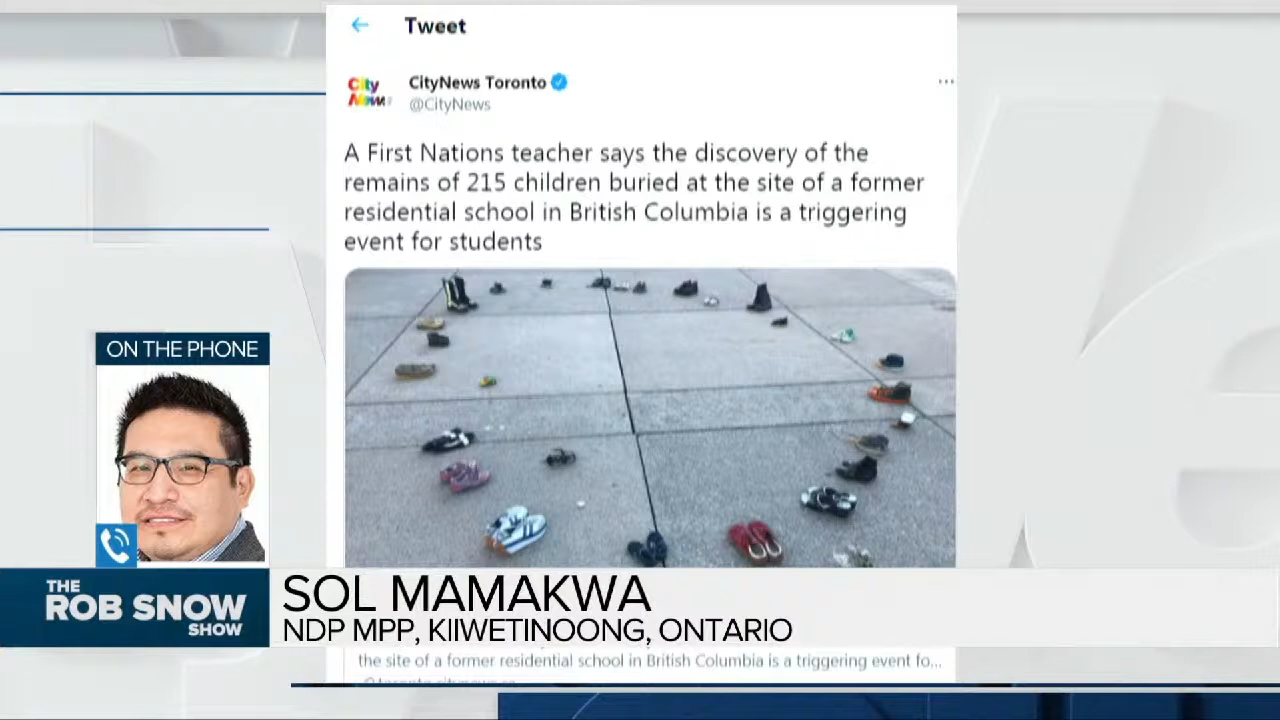 Tweet
City
News
CityNews Toronto
@CityNews
A First Nations teacher says the discovery of the
remains of 215 children buried at the site of a former
residential school in British Columbia is a triggering
event for students
ON THE PHONE
THE
ROB SNOW
SHOW
SOL MAMAKWA
NDP MPP, KIIWETINOONG, ONTARIO
the site of a former residential school in British Columbia is a triggering event fo...